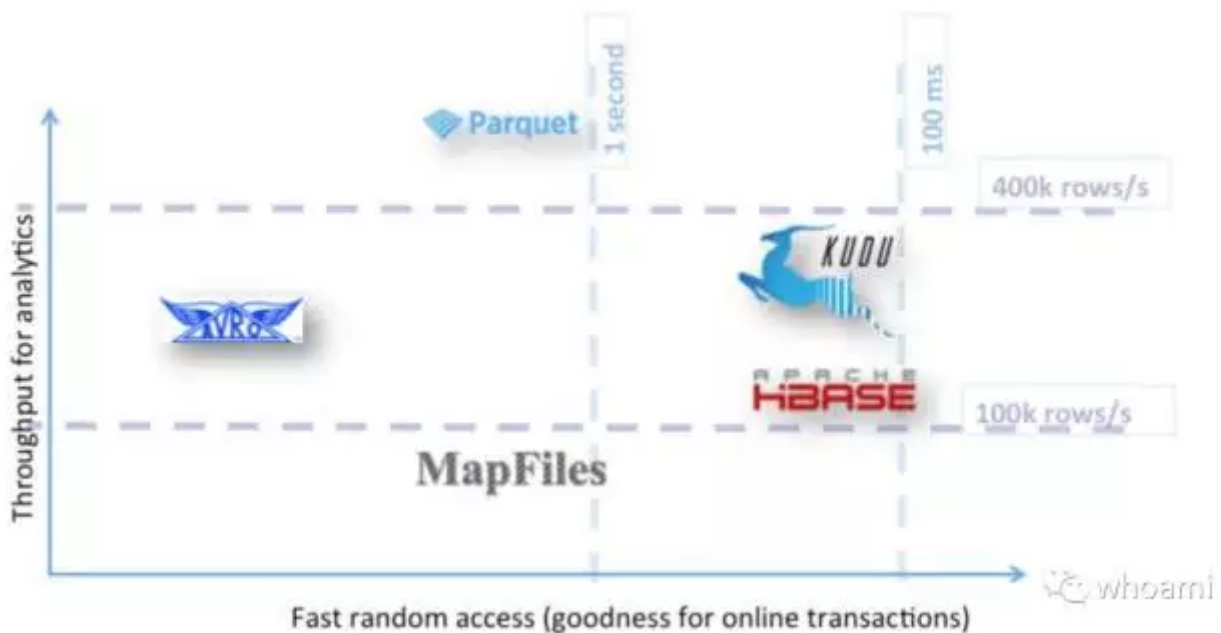 Parquet
1 second
100 ms
400k rows/s
Throughput for analytics
KUDU
AVRO
APACHE
HBASE
100k rows/s
MapFiles
whoami
Fast random access (goodness for online transactions)